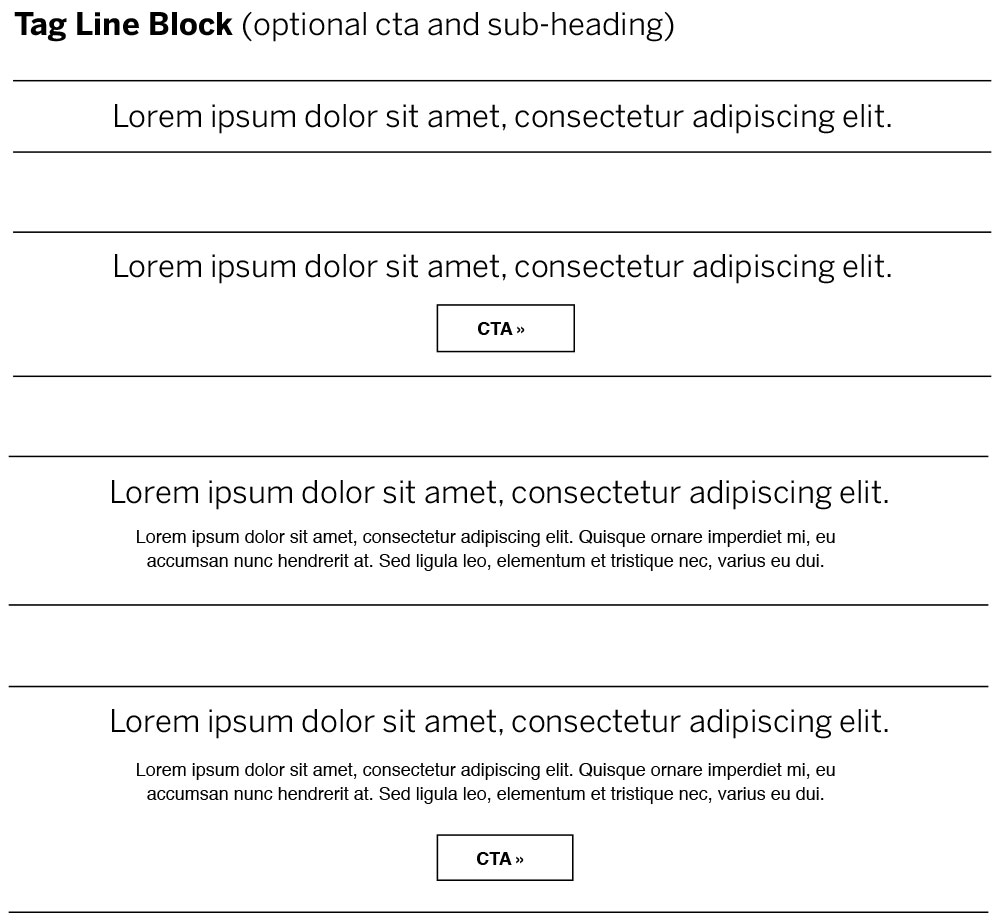 Tag Line Block (optional cta and sub-heading)
Lorem ipsum dolor sit amet, consectetur adipiscing elit.
Lorem ipsum dolor sit amet, consectetur adipiscing elit.
CTA »
Lorem ipsum dolor sit amet, consectetur adipiscing elit.
Lorem ipsum dolor sit amet, consectetur adipiscing elit. Quisque ornare imperdiet mi, eu
accumsan nunc hendrerit at. Sed ligula leo, elementum et tristique nec, varius eu dui.
Lorem ipsum dolor sit amet, consectetur adipiscing elit.
Lorem ipsum dolor sit amet, consectetur adipiscing elit. Quisque ornare imperdiet mi, eu
accumsan nunc hendrerit at. Sed ligula leo, elementum et tristique nec, varius eu dui.
CTA »